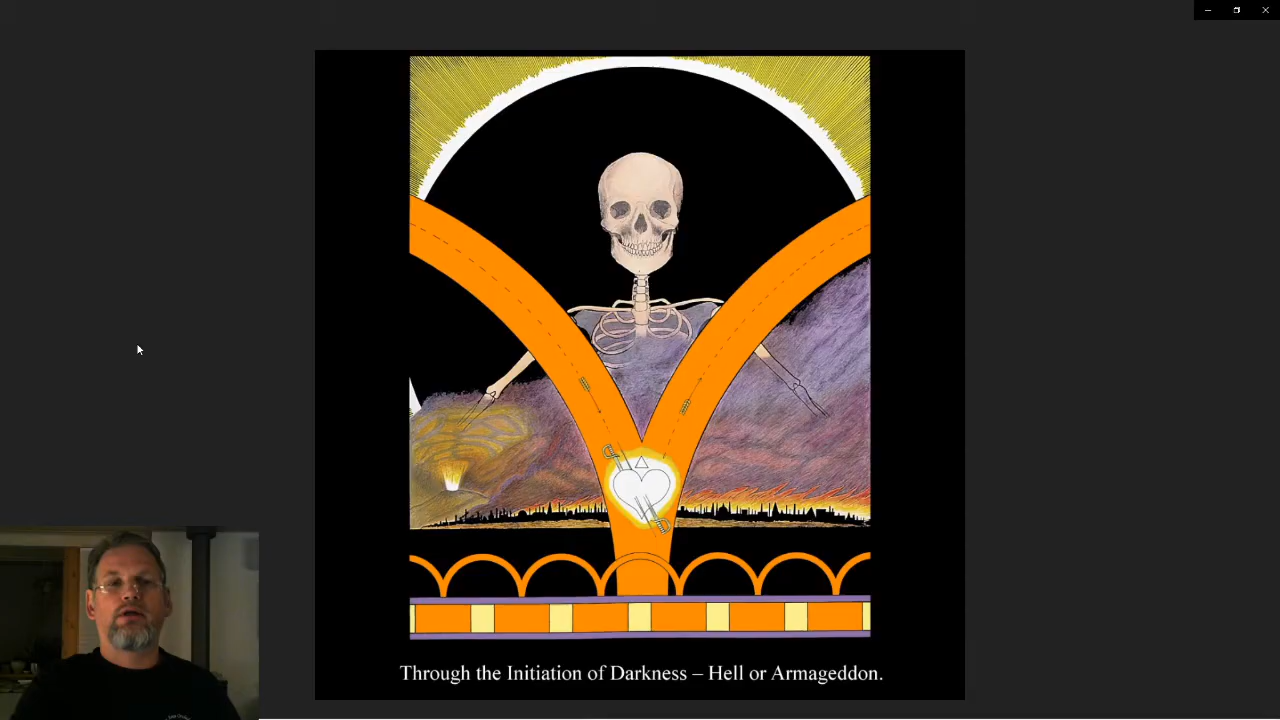 Through the Initiation of Darkness – Hell or Armageddon.